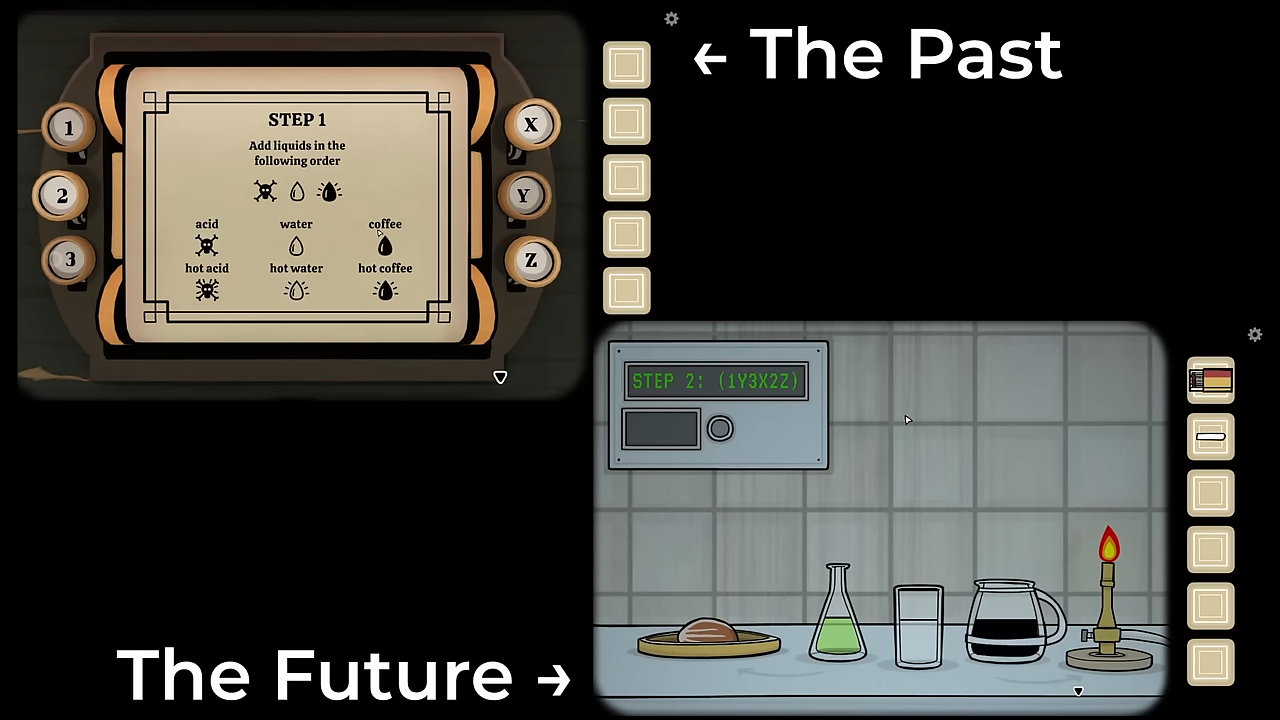 ← The Past
STEP 1
Add liquids in the
following order
acid water coffee
hot acid hot water hot coffee
1
2
3
X
Y
Z
STEP 2: (1Y3X2Z)
The Future →